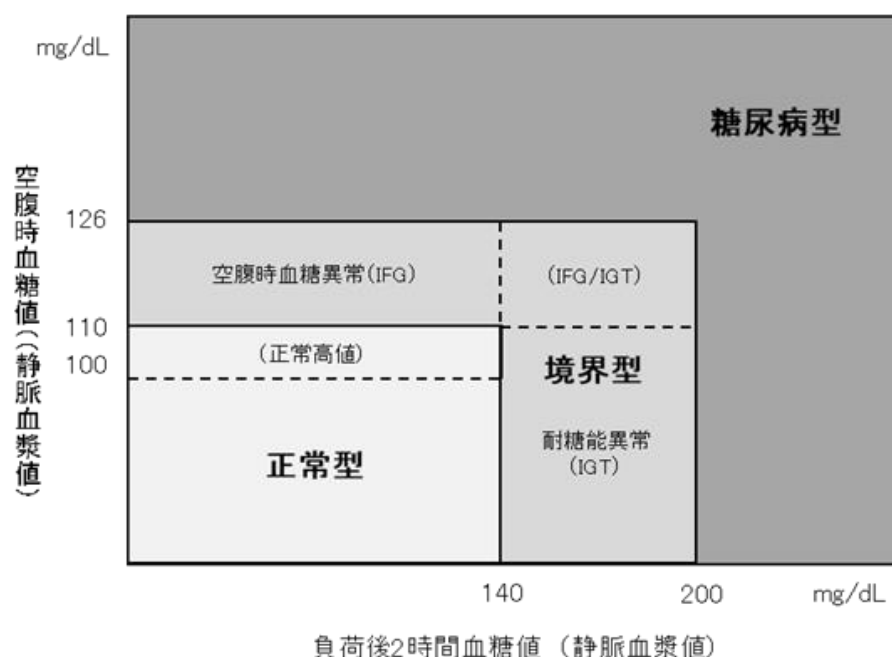 mg/dL
糖尿病型
空腹時血糖値(静脈血漿値)
126
空腹時血糖異常(IFG)
(IFG/IGT)
110
(正常高値)
100
境界型
正常型
耐糖能異常
(IGT)
140
200
mg/dL
負荷後2時間血糖値 (静脈血漿値)